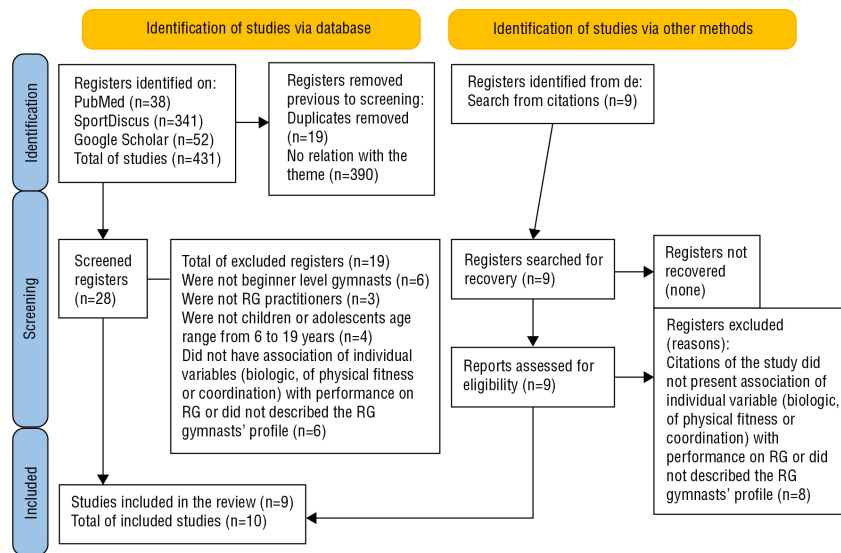 Identification of studies via database
Identification of studies via other methods
Identification
Registers identified on:
PubMed (n=38)
SportDiscus (n=341)
Google Scholar (n=52)
Total of studies (n=431)
Registers removed
previous to screening:
Duplicates removed
(n=19)
No relation with the
theme (n=390)
Registers identified from de:
Search from citations (n=9)
Screening
Screened
registers
(n=28)
Total of excluded registers (n=19)
Were not beginner level gymnasts (n=6)
Were not RG practitioners (n=3)
Were not children or adolescents age
range from 6 to 19 years (n=4)
Did not have association of individual
variables (biologic, of physical fitness
or coordination) with performance on
RG or did not described the RG
gymnasts' profile (n=6)
Registers searched for
recovery (n=9)
Registers not
recovered
(none)
Reports assessed for
eligibility (n=9)
Registers excluded
(reasons):
Citations of the study did
not present association of
individual variable (biologic,
of physical fitness or
coordination) with
performance on RG or did
not described the RG
gymnasts' profile (n=8)
Included
Studies included in the review (n=9)
Total of included studies (n=10)